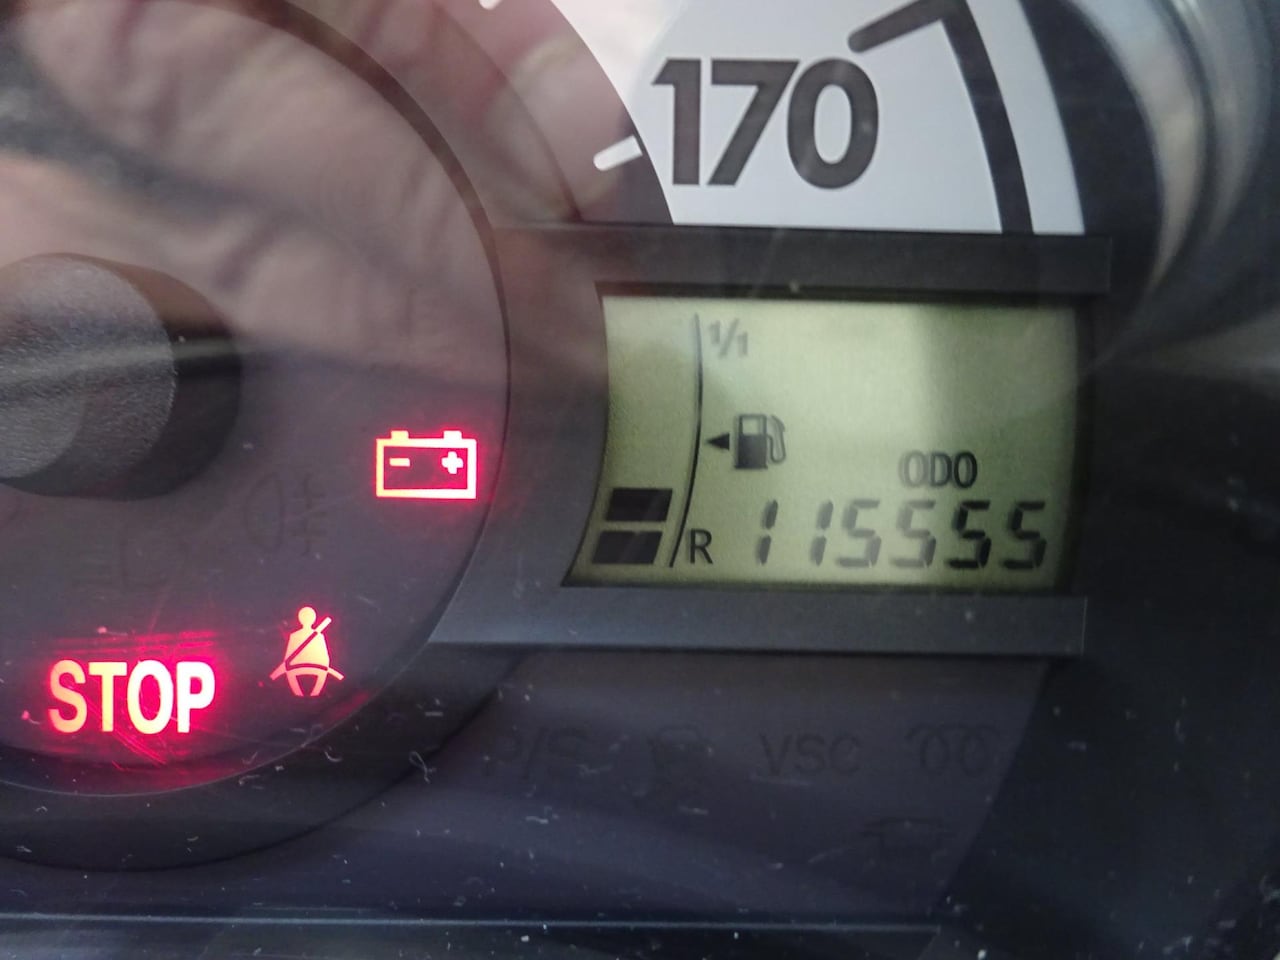 170
1/1
ODO
R 115555
STOP
P/S VSC